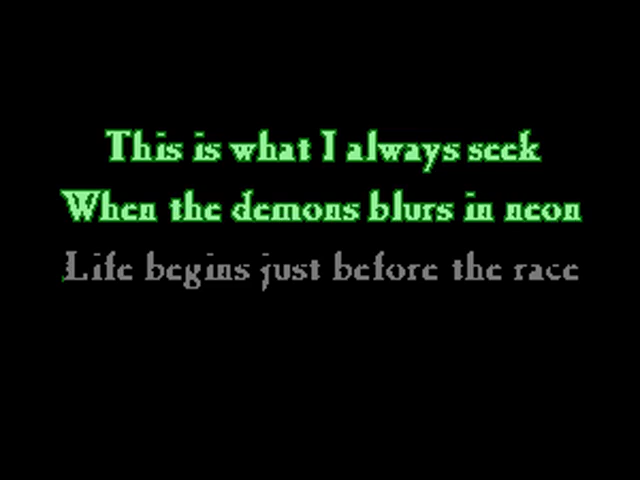 This is what I always seek
When the demons blurs in neon
Life begins just before the race